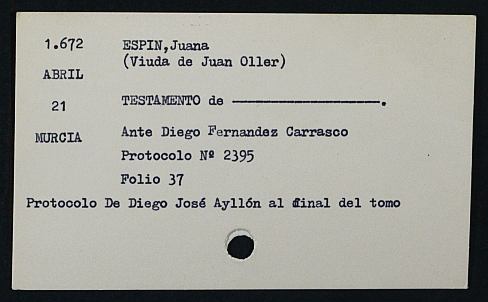 1.672 ESPIN,Juana
(Viuda de Juan Oller)
ABRIL
21 TESTAMENTO de ————————.
MURCIA Ante Diego Fernandez Carrasco
Protocolo Nº 2395
Folio 37
Protocolo De Diego José Ayllón al final del tomo